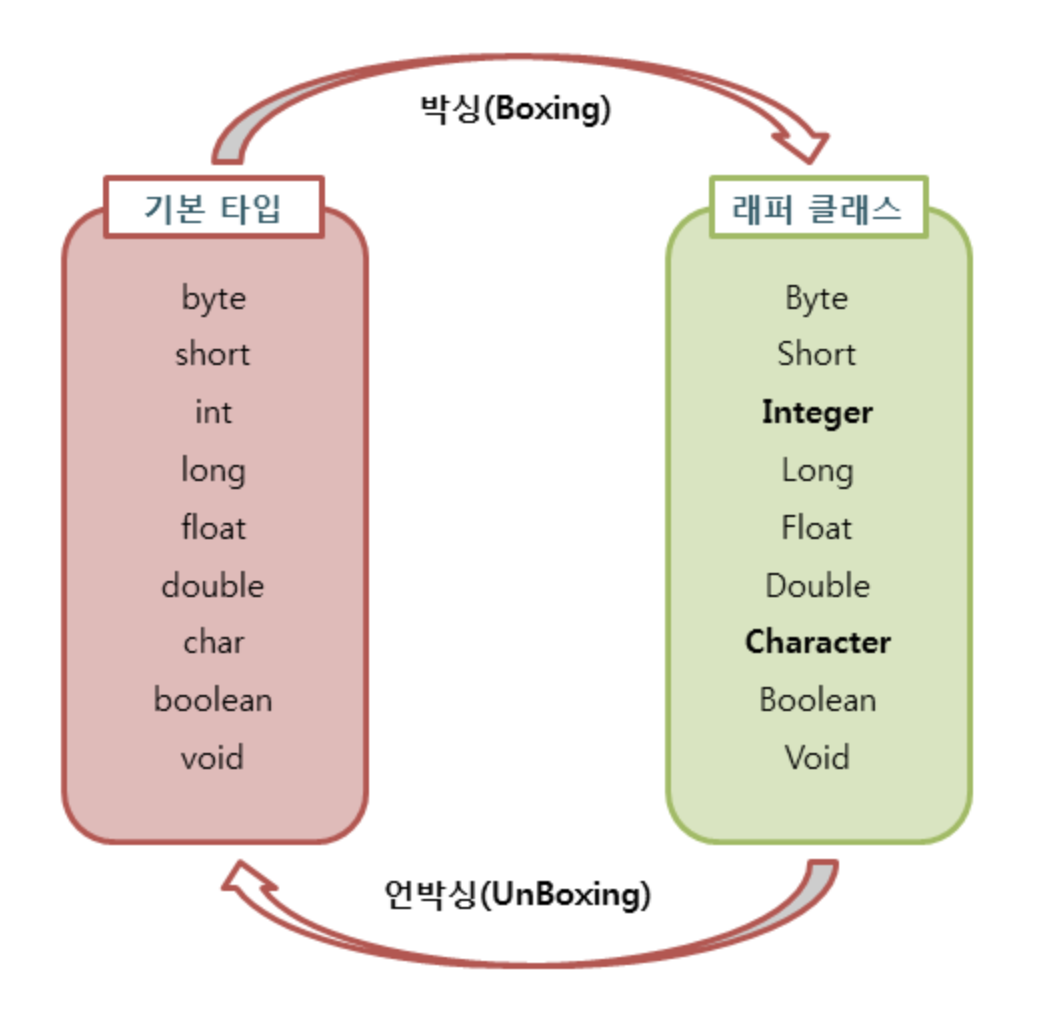 박싱(Boxing)
기본 타입
byte
short
int
long
float
double
char
boolean
void
래퍼 클래스
Byte
Short
Integer
Long
Float
Double
Character
Boolean
Void
언박싱(UnBoxing)